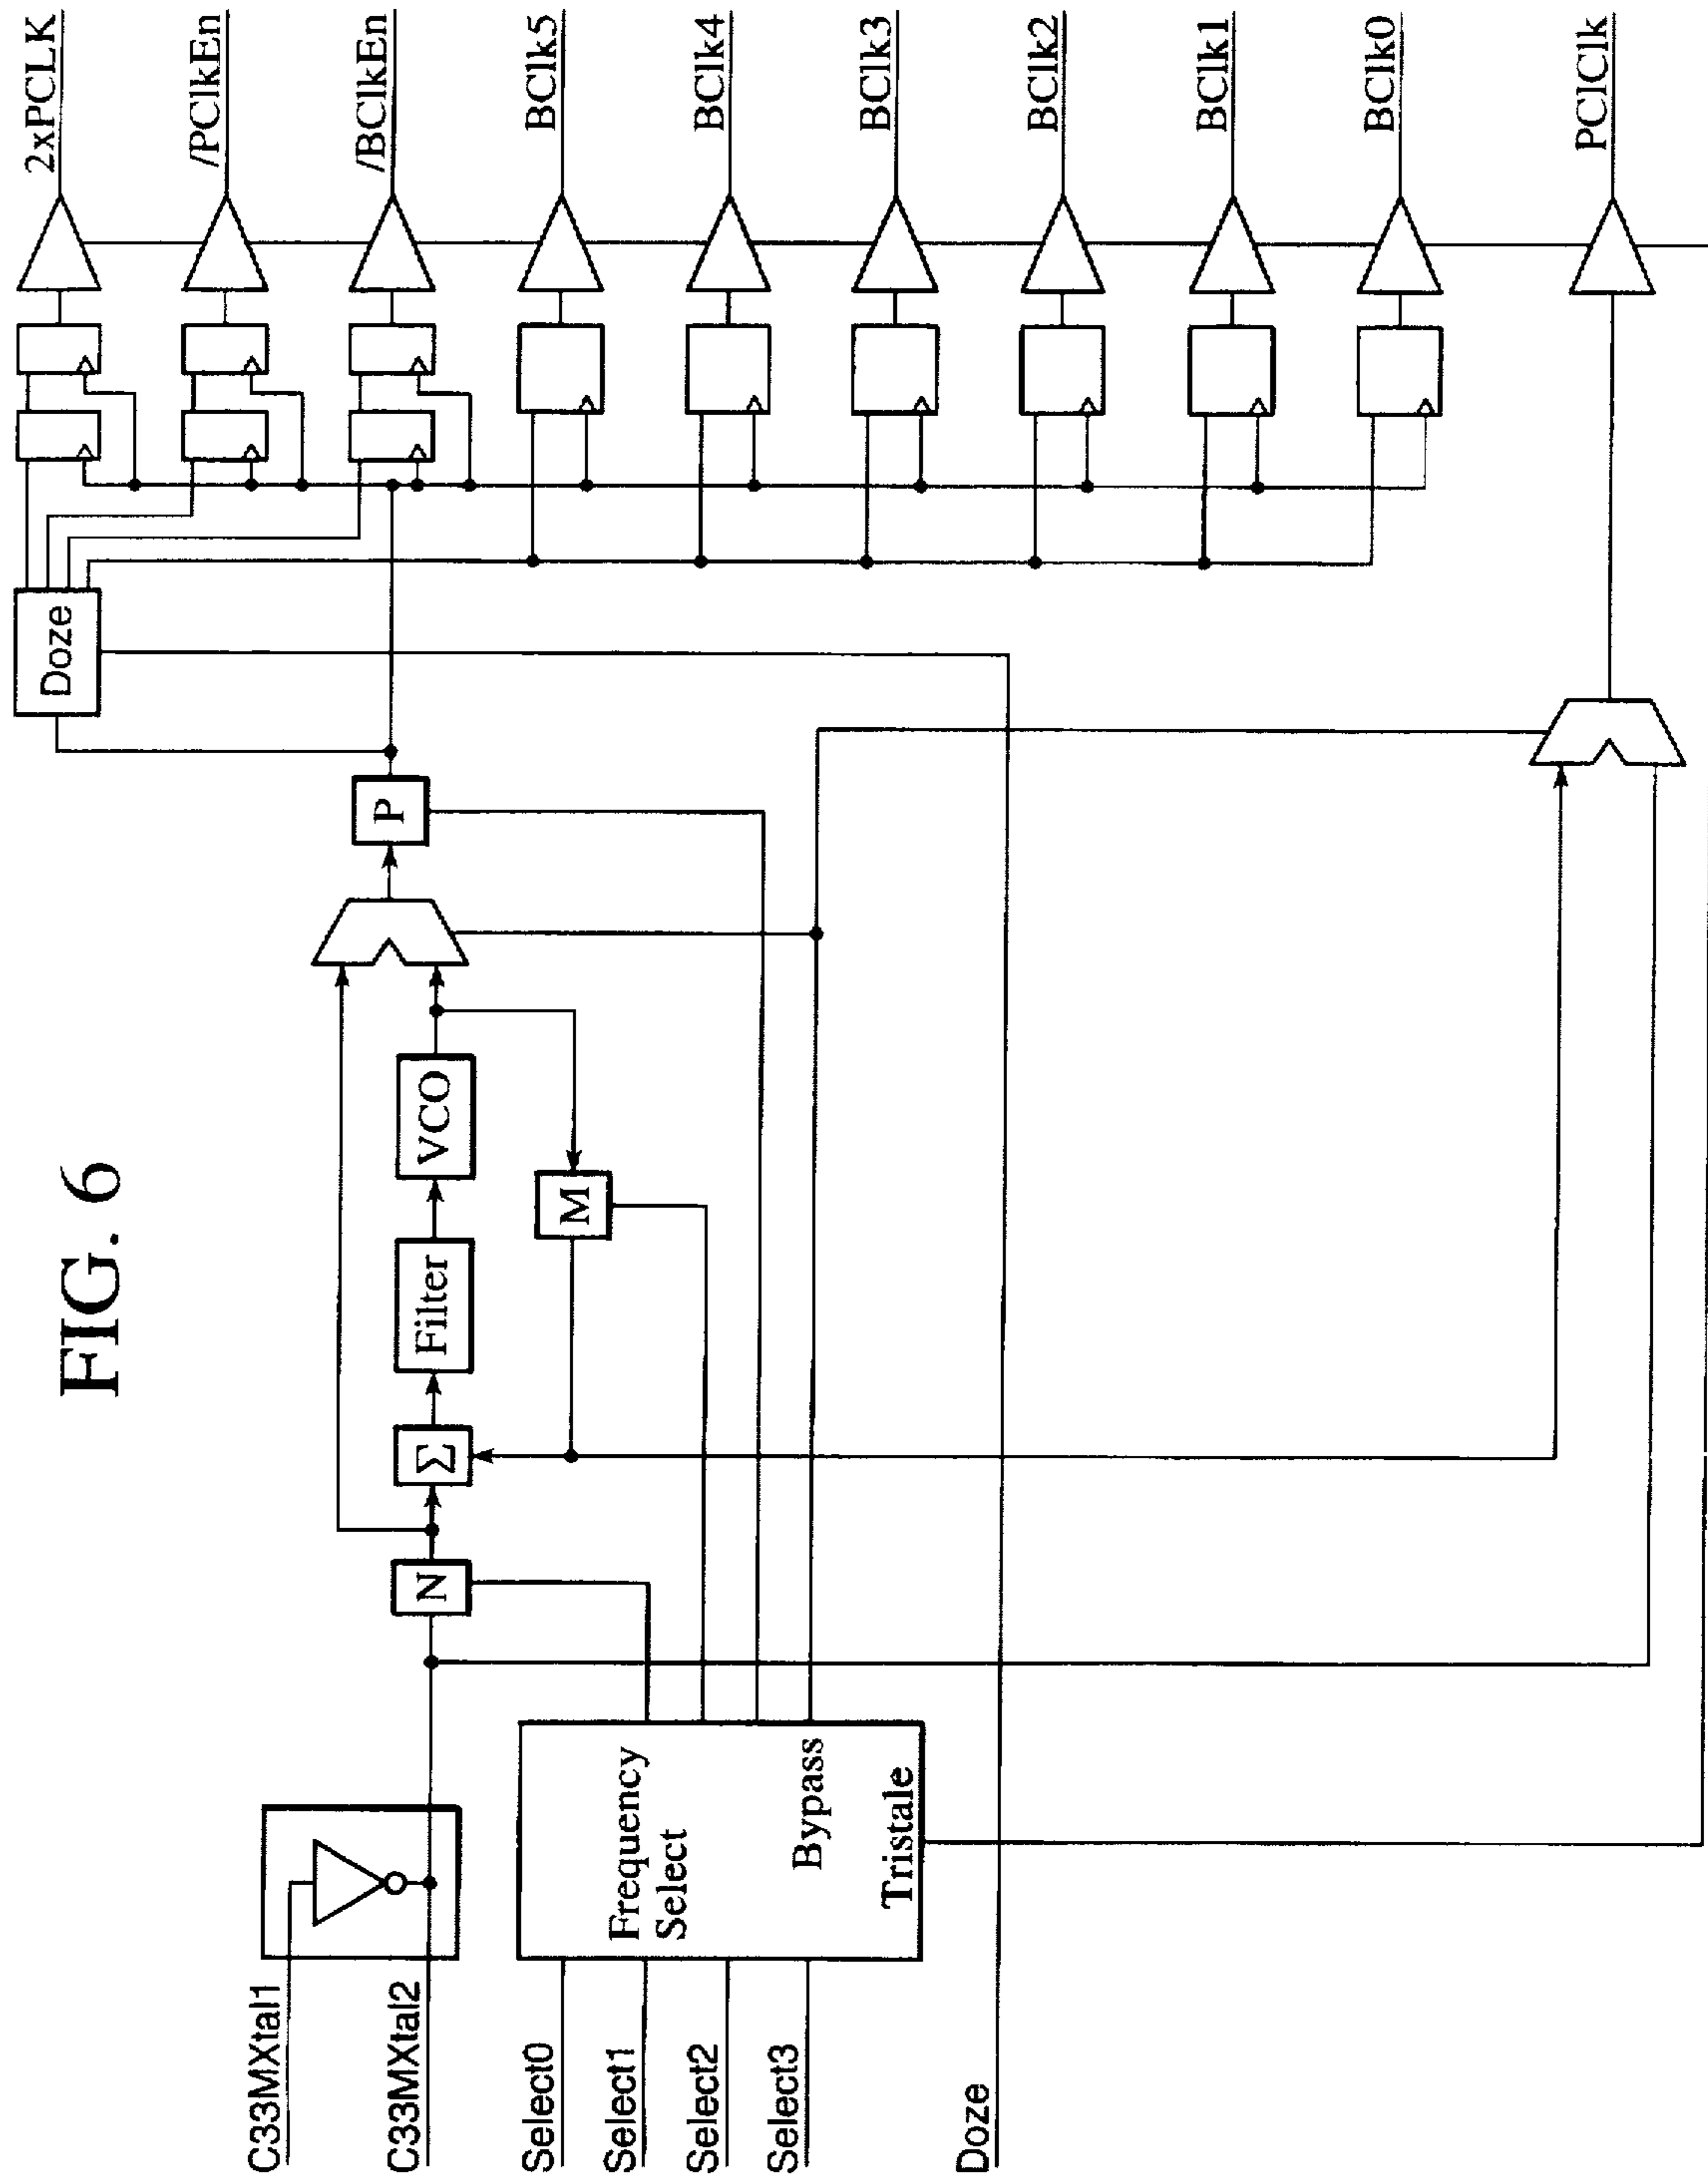 FIG. 6
C33MXtal1
C33MXtal2
Select0
Select1
Select2
Select3
Doze
Frequency
Select
Bypass
Tristale
N
Σ
Filter
VCO
M
P
Doze
2xPCLK
/PClkEn
/BClkEn
BClk5
BClk4
BClk3
BClk2
BClk1
BClk0
PCIClk